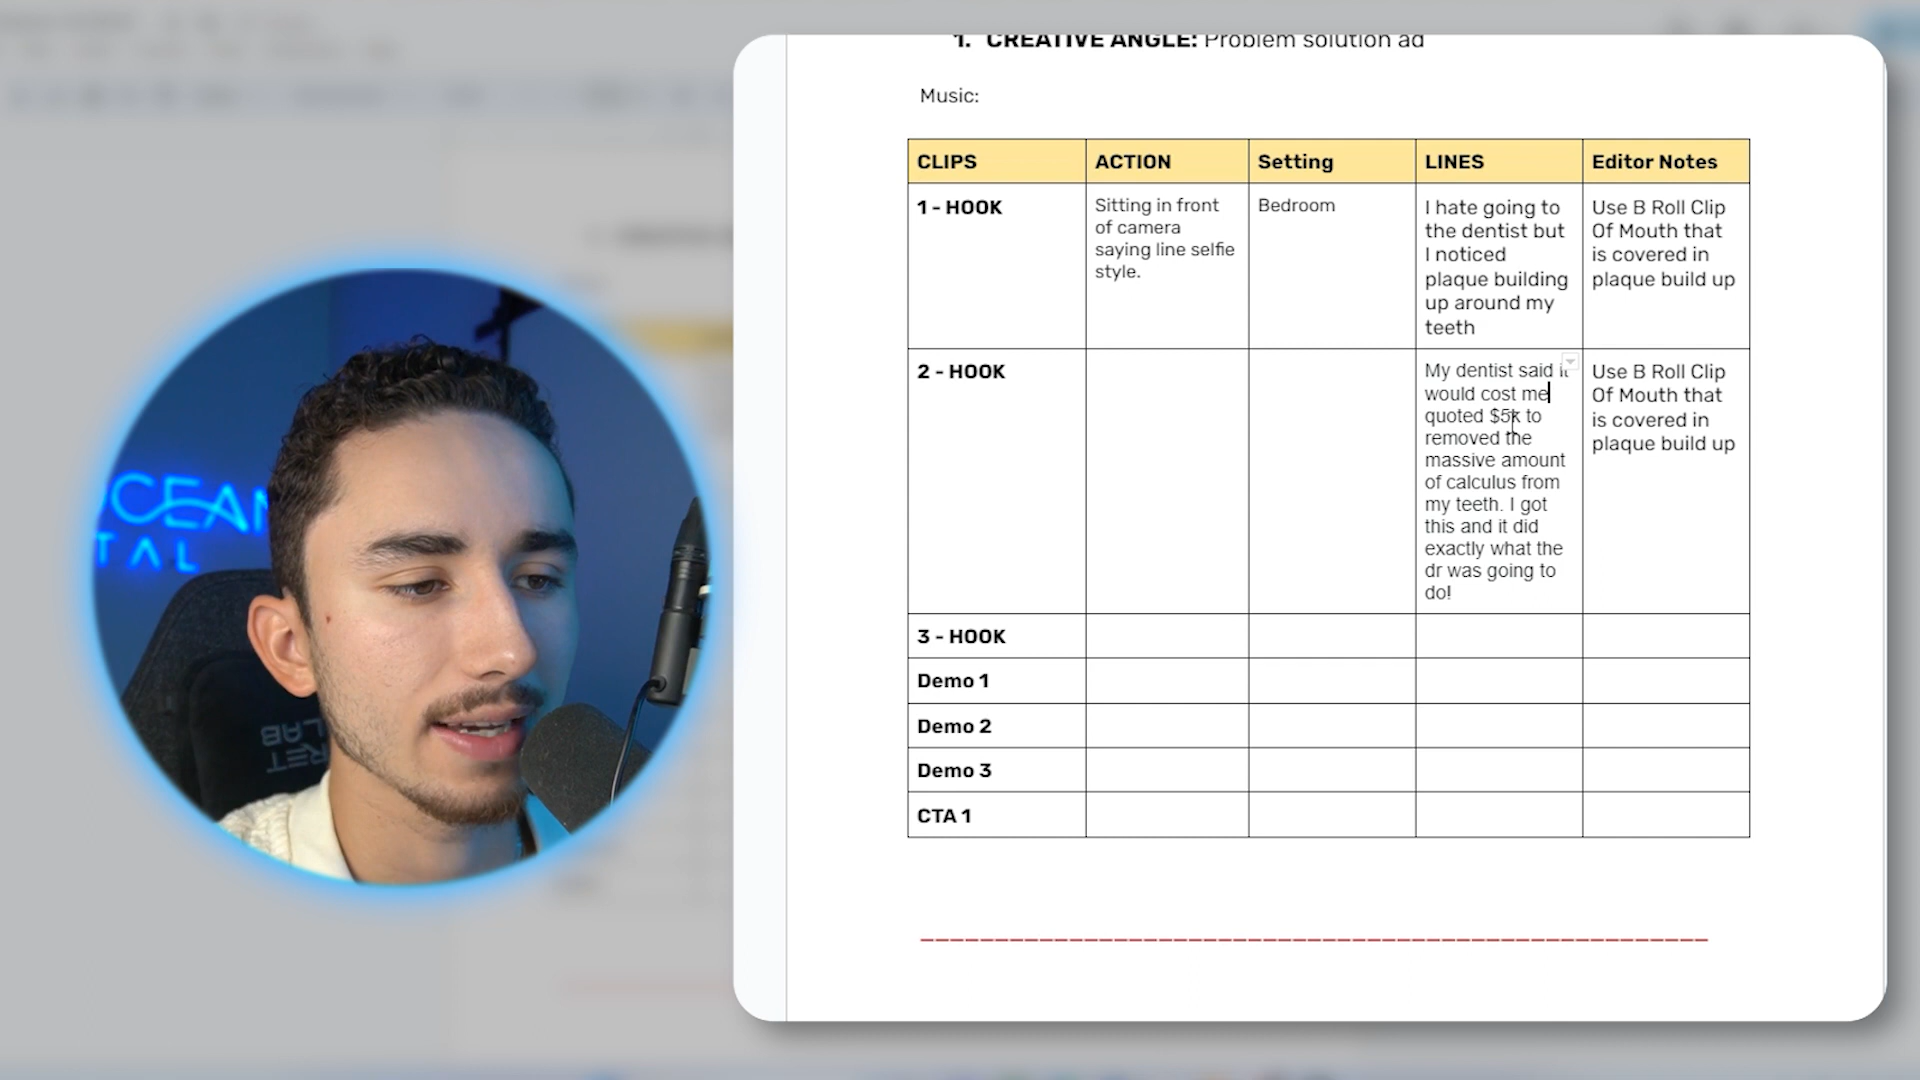 1. CREATIVE ANGLE: Problem solution ad
Music:
CLIPS
ACTION
Setting
LINES
Editor Notes
1 - HOOK
Sitting in front
of camera
saying line selfie
style.
Bedroom
I hate going to
the dentist but
I noticed
plaque building
up around my
teeth
Use B Roll Clip
Of Mouth that
is covered in
plaque build up
2 - HOOK
My dentist said it
would cost me
quoted $5k to
removed the
massive amount
of calculus from
my teeth. I got
this and it did
exactly what the
dr was going to
do!
Use B Roll Clip
Of Mouth that
is covered in
plaque build up
3 - HOOK
Demo 1
Demo 2
Demo 3
CTA 1
OCEAN
TAL
RET
LAB